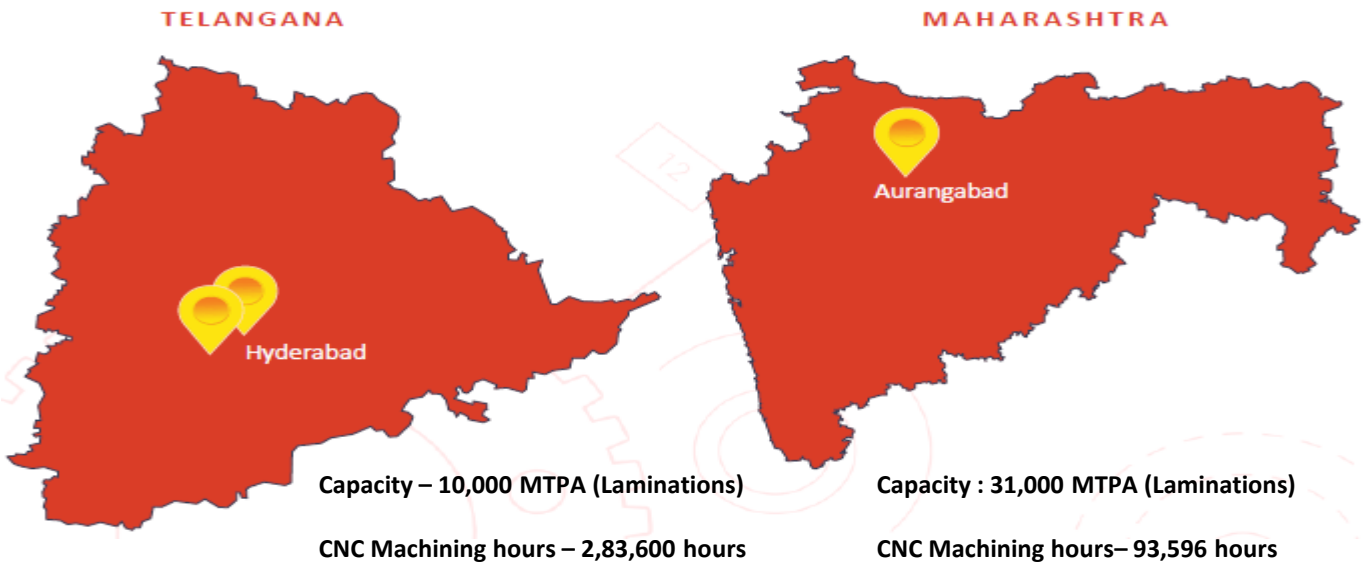 TELANGANA
Hyderabad
Capacity – 10,000 MTPA (Laminations)
CNC Machining hours – 2,83,600 hours
MAHARASHTRA
12
Aurangabad
Capacity : 31,000 MTPA (Laminations)
CNC Machining hours– 93,596 hours